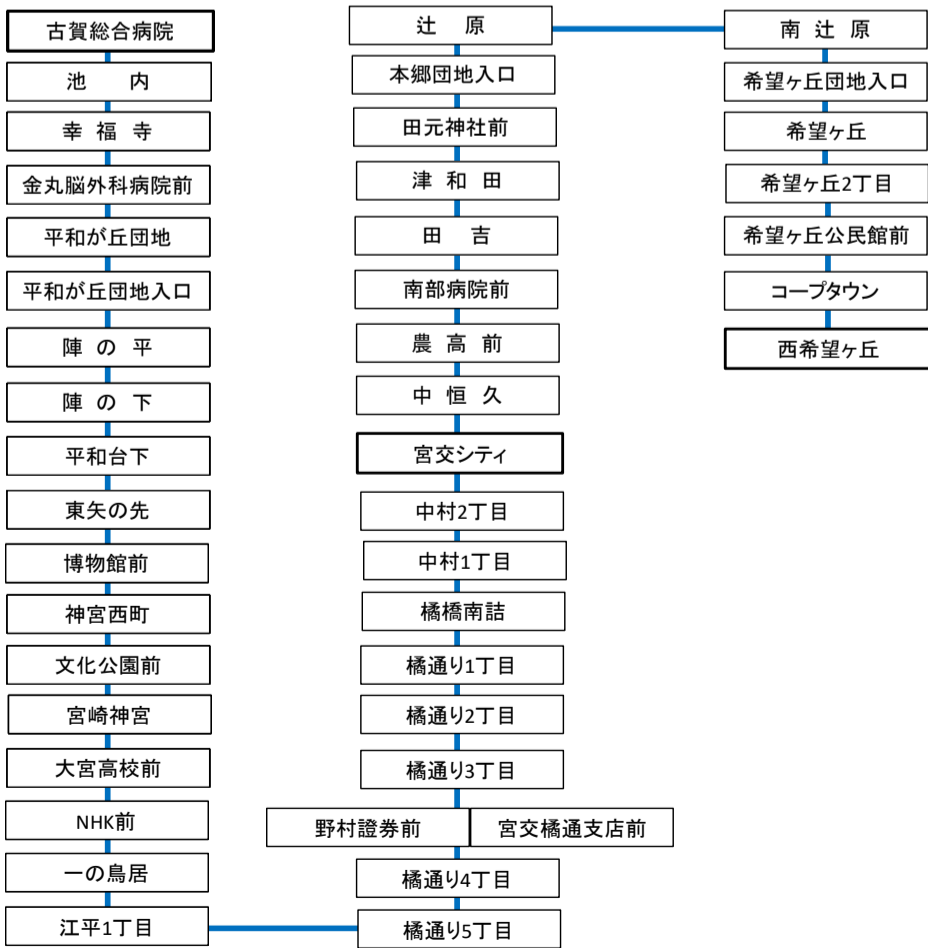 古賀総合病院
池内
幸福寺
金丸脳外科病院前
平和が丘団地
平和が丘団地入口
陣の平
陣の下
平和台下
東矢の先
博物館前
神宮西町
文化公園前
宮崎神宮
大宮高校前
NHK前
一の鳥居
江平1丁目
辻原
本郷団地入口
田元神社前
津和田
田吉
南部病院前
農高前
中恒久
宮交シティ
中村2丁目
中村1丁目
橘橋南詰
橘通り1丁目
橘通り2丁目
橘通り3丁目
野村證券前
宮交橘通支店前
橘通り4丁目
橘通り5丁目
南辻原
希望ヶ丘団地入口
希望ヶ丘
希望ヶ丘2丁目
希望ヶ丘公民館前
コープタウン
西希望ヶ丘